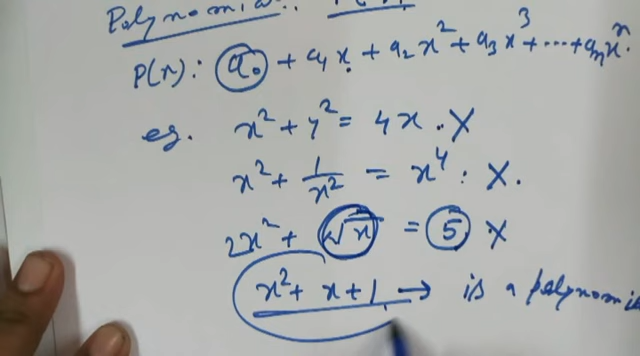 Polynomial:
P(x): a₀ + a₁x + a₂x² + a₃x³ + ... + aₙxⁿ.
eg. x² + y² = 4x . X
x² + 1/x² = x⁴ : X.
2x² + √x = 5 X
x² + x + 1 → is a polynomia